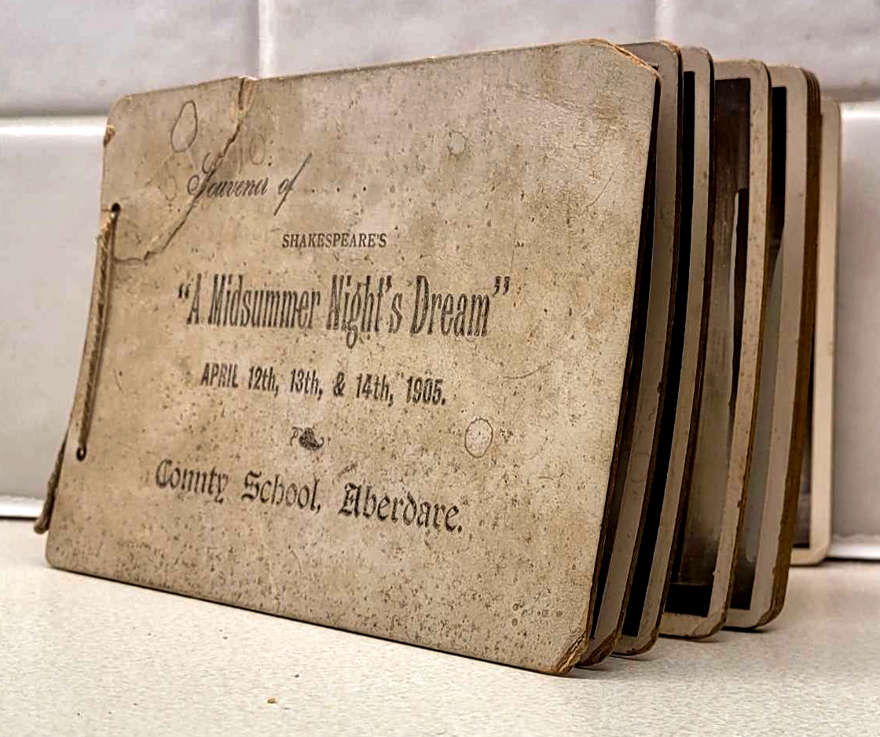 Souvenir of . . . .
SHAKESPEARE'S
“A Midsummer Night's Dream”
APRIL 12th, 13th, & 14th, 1905.
County School, Aberdare.